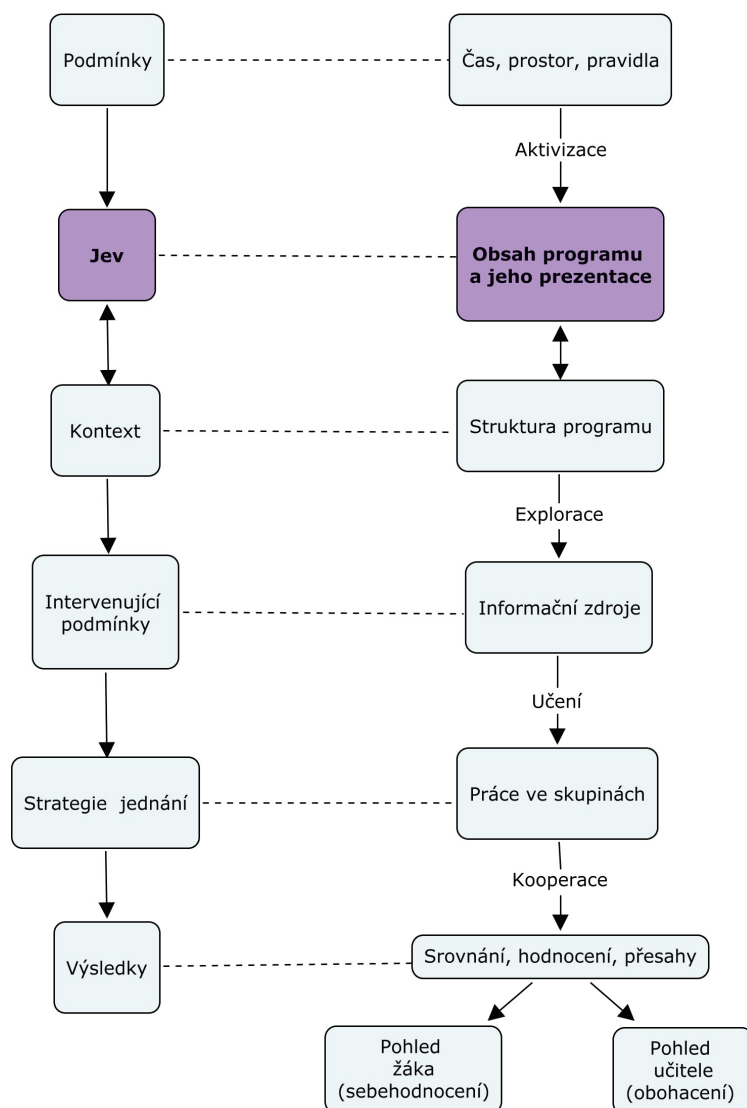 Podmínky
Čas, prostor, pravidla
Aktivizace
Jev
Obsah programu
a jeho prezentace
Kontext
Struktura programu
Explorace
Intervenující
podmínky
Informační zdroje
Učení
Strategie jednání
Práce ve skupinách
Kooperace
Výsledky
Srovnání, hodnocení, přesahy
Pohled
žáka
(sebehodnocení)
Pohled
učitele
(obohacení)